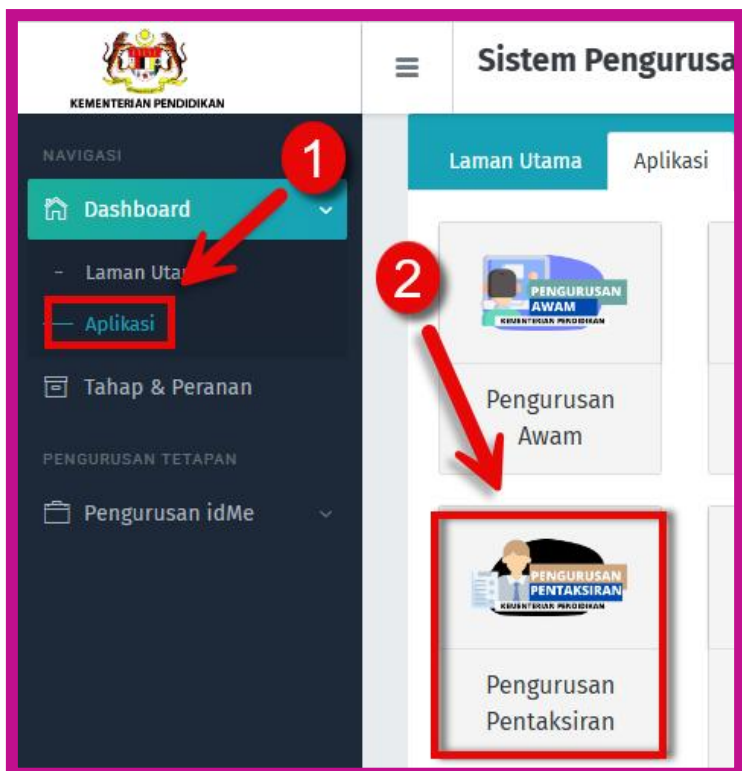 KEMENTERIAN PENDIDIKAN
Sistem Pengurusa
NAVIGASI
1
Dashboard
- Laman Uta
Aplikasi
Tahap & Peranan
PENGURUSAN TETAPAN
Pengurusan idMe
Laman Utama
Aplikasi
2
PENGURUSAN
AWAM
KEMENTERIAN PENDIDIKAN
Pengurusan
Awam
PENGURUSAN
PENTAKSIRAN
KEMENTERIAN PENDIDIKAN
Pengurusan
Pentaksiran